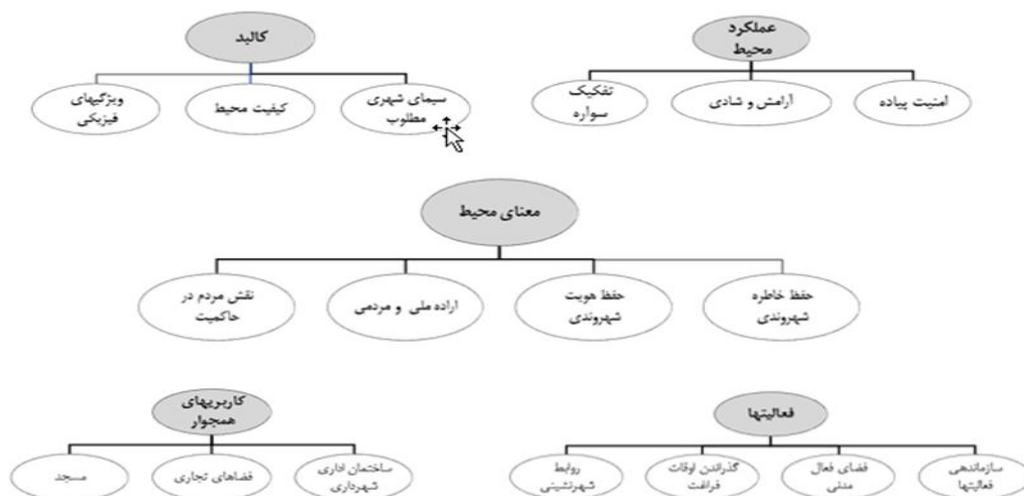 عملکرد
محیط
امنیت پیاده
آرامش و شادی
تفکیک
سواره
کالبد
سیمای شهری
مطلوب
کیفیت محیط
ویژگیهای
فیزیکی
معنای محیط
حفظ خاطره
شهروندی
حفظ هویت
شهروندی
اراده ملی و مردمی
نقش مردم در
حاکمیت
فعالیتها
سازماندهی
فعالیتها
فضای فعال
مدنی
گذراندن اوقات
فراغت
روابط
شهرنشینی
کاربریهای
همجوار
ساختمان اداری
شهرداری
فضاهای تجاری
مسجد